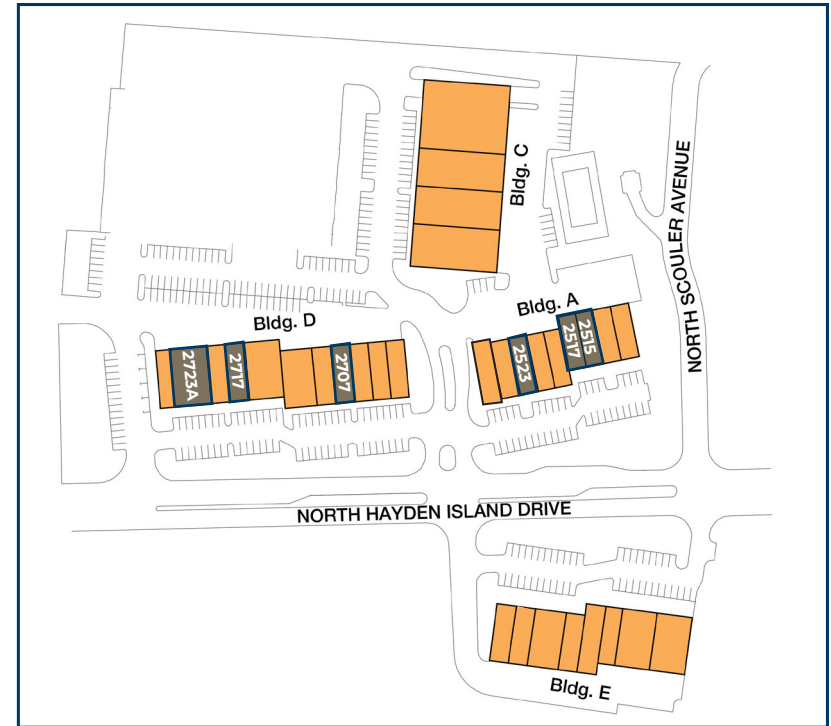 Bldg. C
NORTH SCOULER AVENUE
Bldg. A
Bldg. D
2723A
2717
2707
2523
2517
2515
NORTH HAYDEN ISLAND DRIVE
Bldg. E